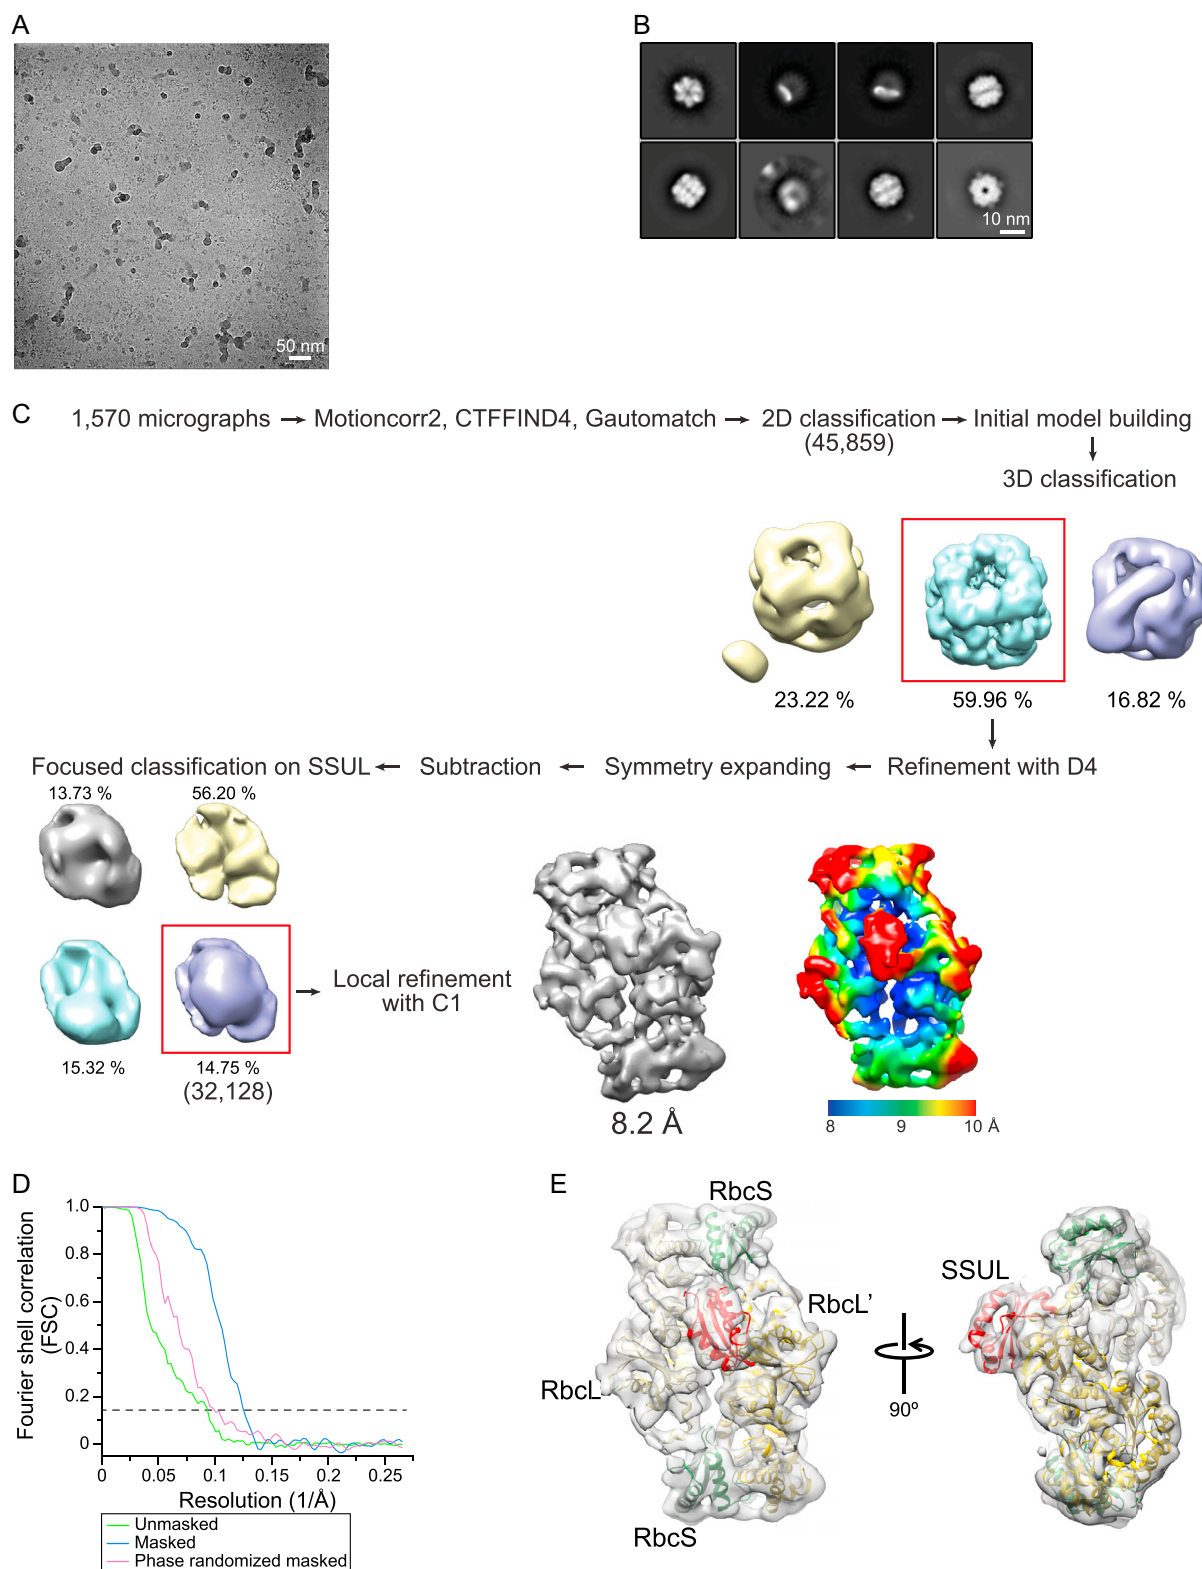 A
50 nm
B
10 nm
C
1,570 micrographs
Motioncorr2, CTFFIND4, Gautomatch
2D classification
(45,859)
Initial model building
3D classification
23.22 %
59.96 %
16.82 %
Focused classification on SSUL
Subtraction
Symmetry expanding
Refinement with D4
13.73 %
56.20 %
15.32 %
14.75 %
(32,128)
Local refinement
with C1
8.2 Å
8
9
10 Å
D
Fourier shell correlation
(FSC)
1.0
0.8
0.6
0.4
0.2
0
0
0.05
0.1
0.15
0.2
0.25
Resolution (1/Å)
Unmasked
Masked
Phase randomized masked
E
RbcS
RbcL'
RbcL
RbcS
SSUL
90º